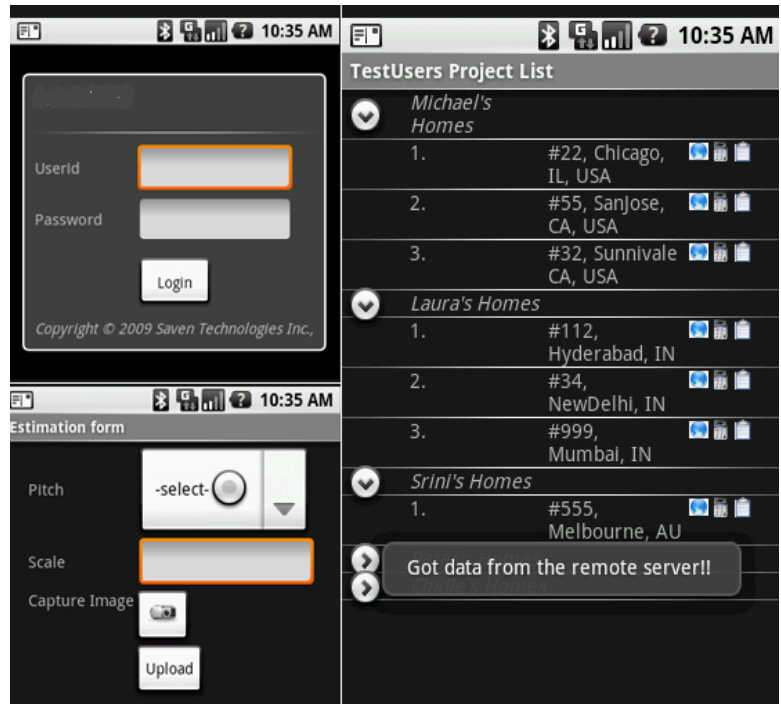 10:35 AM
Userid
Password
Login
Copyright © 2009 Saven Technologies Inc.,
10:35 AM
Estimation form
Pitch
-select-
Scale
Capture Image
Upload
10:35 AM
TestUsers Project List
Michael's
Homes
1. #22, Chicago,
IL, USA
2. #55, SanJose,
CA, USA
3. #32, Sunnivale
CA, USA
Laura's Homes
1. #112,
Hyderabad, IN
2. #34,
NewDelhi, IN
3. #999,
Mumbai, IN
Srini's Homes
1. #555,
Melbourne, AU
Got data from the remote server!!
Homes